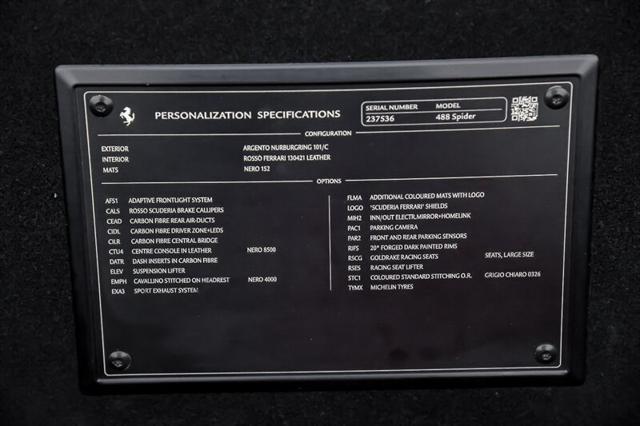 PERSONALIZATION SPECIFICATIONS
SERIAL NUMBER MODEL
237536 488 Spider
CONFIGURATION
EXTERIOR ARGENTO NURBURGRING 101/C
INTERIOR ROSSO FERRARI 130421 LEATHER
MATS NERO 152
OPTIONS
AFS1 ADAPTIVE FRONTLIGHT SYSTEM
CALS ROSSO SCUDERIA BRAKE CALLIPERS
CEAD CARBON FIBRE REAR AIR-DUCTS
CIDL CARBON FIBRE DRIVER ZONE+LEDS
CILR CARBON FIBRE CENTRAL BRIDGE
CTU4 CENTRE CONSOLE IN LEATHER NERO 8500
DATR DASH INSERTS IN CARBON FIBRE
ELEV SUSPENSION LIFTER
EMPH CAVALLINO STITCHED ON HEADREST NERO 4000
EXA3 SPORT EXHAUST SYSTEM
FLMA ADDITIONAL COLOURED MATS WITH LOGO
LOGO "SCUDERIA FERRARI" SHIELDS
MIH2 INN/OUT ELECTR.MIRROR+HOMELINK
PAC1 PARKING CAMERA
PAR2 FRONT AND REAR PARKING SENSORS
RIFS 20" FORGED DARK PAINTED RIMS
RSCG GOLDRAKE RACING SEATS SEATS, LARGE SIZE
RSES RACING SEAT LIFTER
STC1 COLOURED STANDARD STITCHING O.R. GRIGIO CHIARO 0326
TYMX MICHELIN TYRES